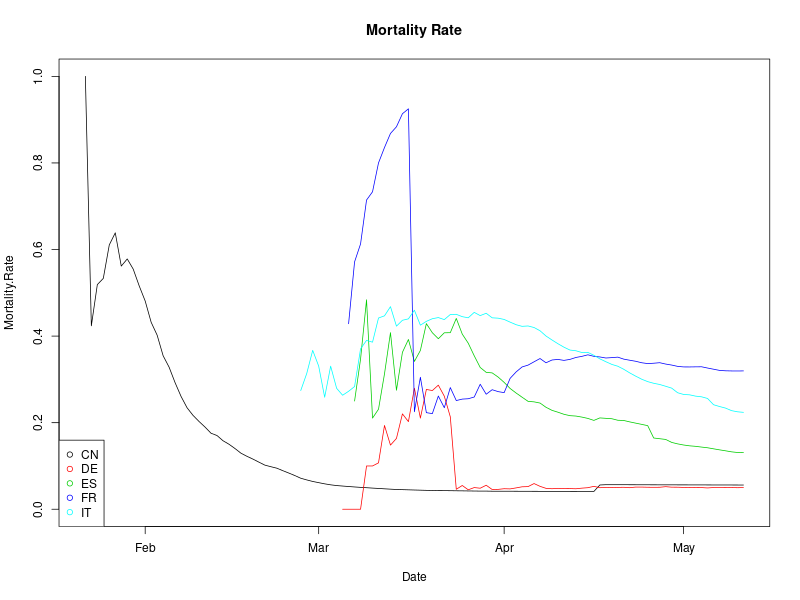 Mortality Rate
Mortality.Rate
1.0
0.8
0.6
0.4
0.2
0.0
CN
DE
ES
FR
IT
Feb Mar Apr May
Date